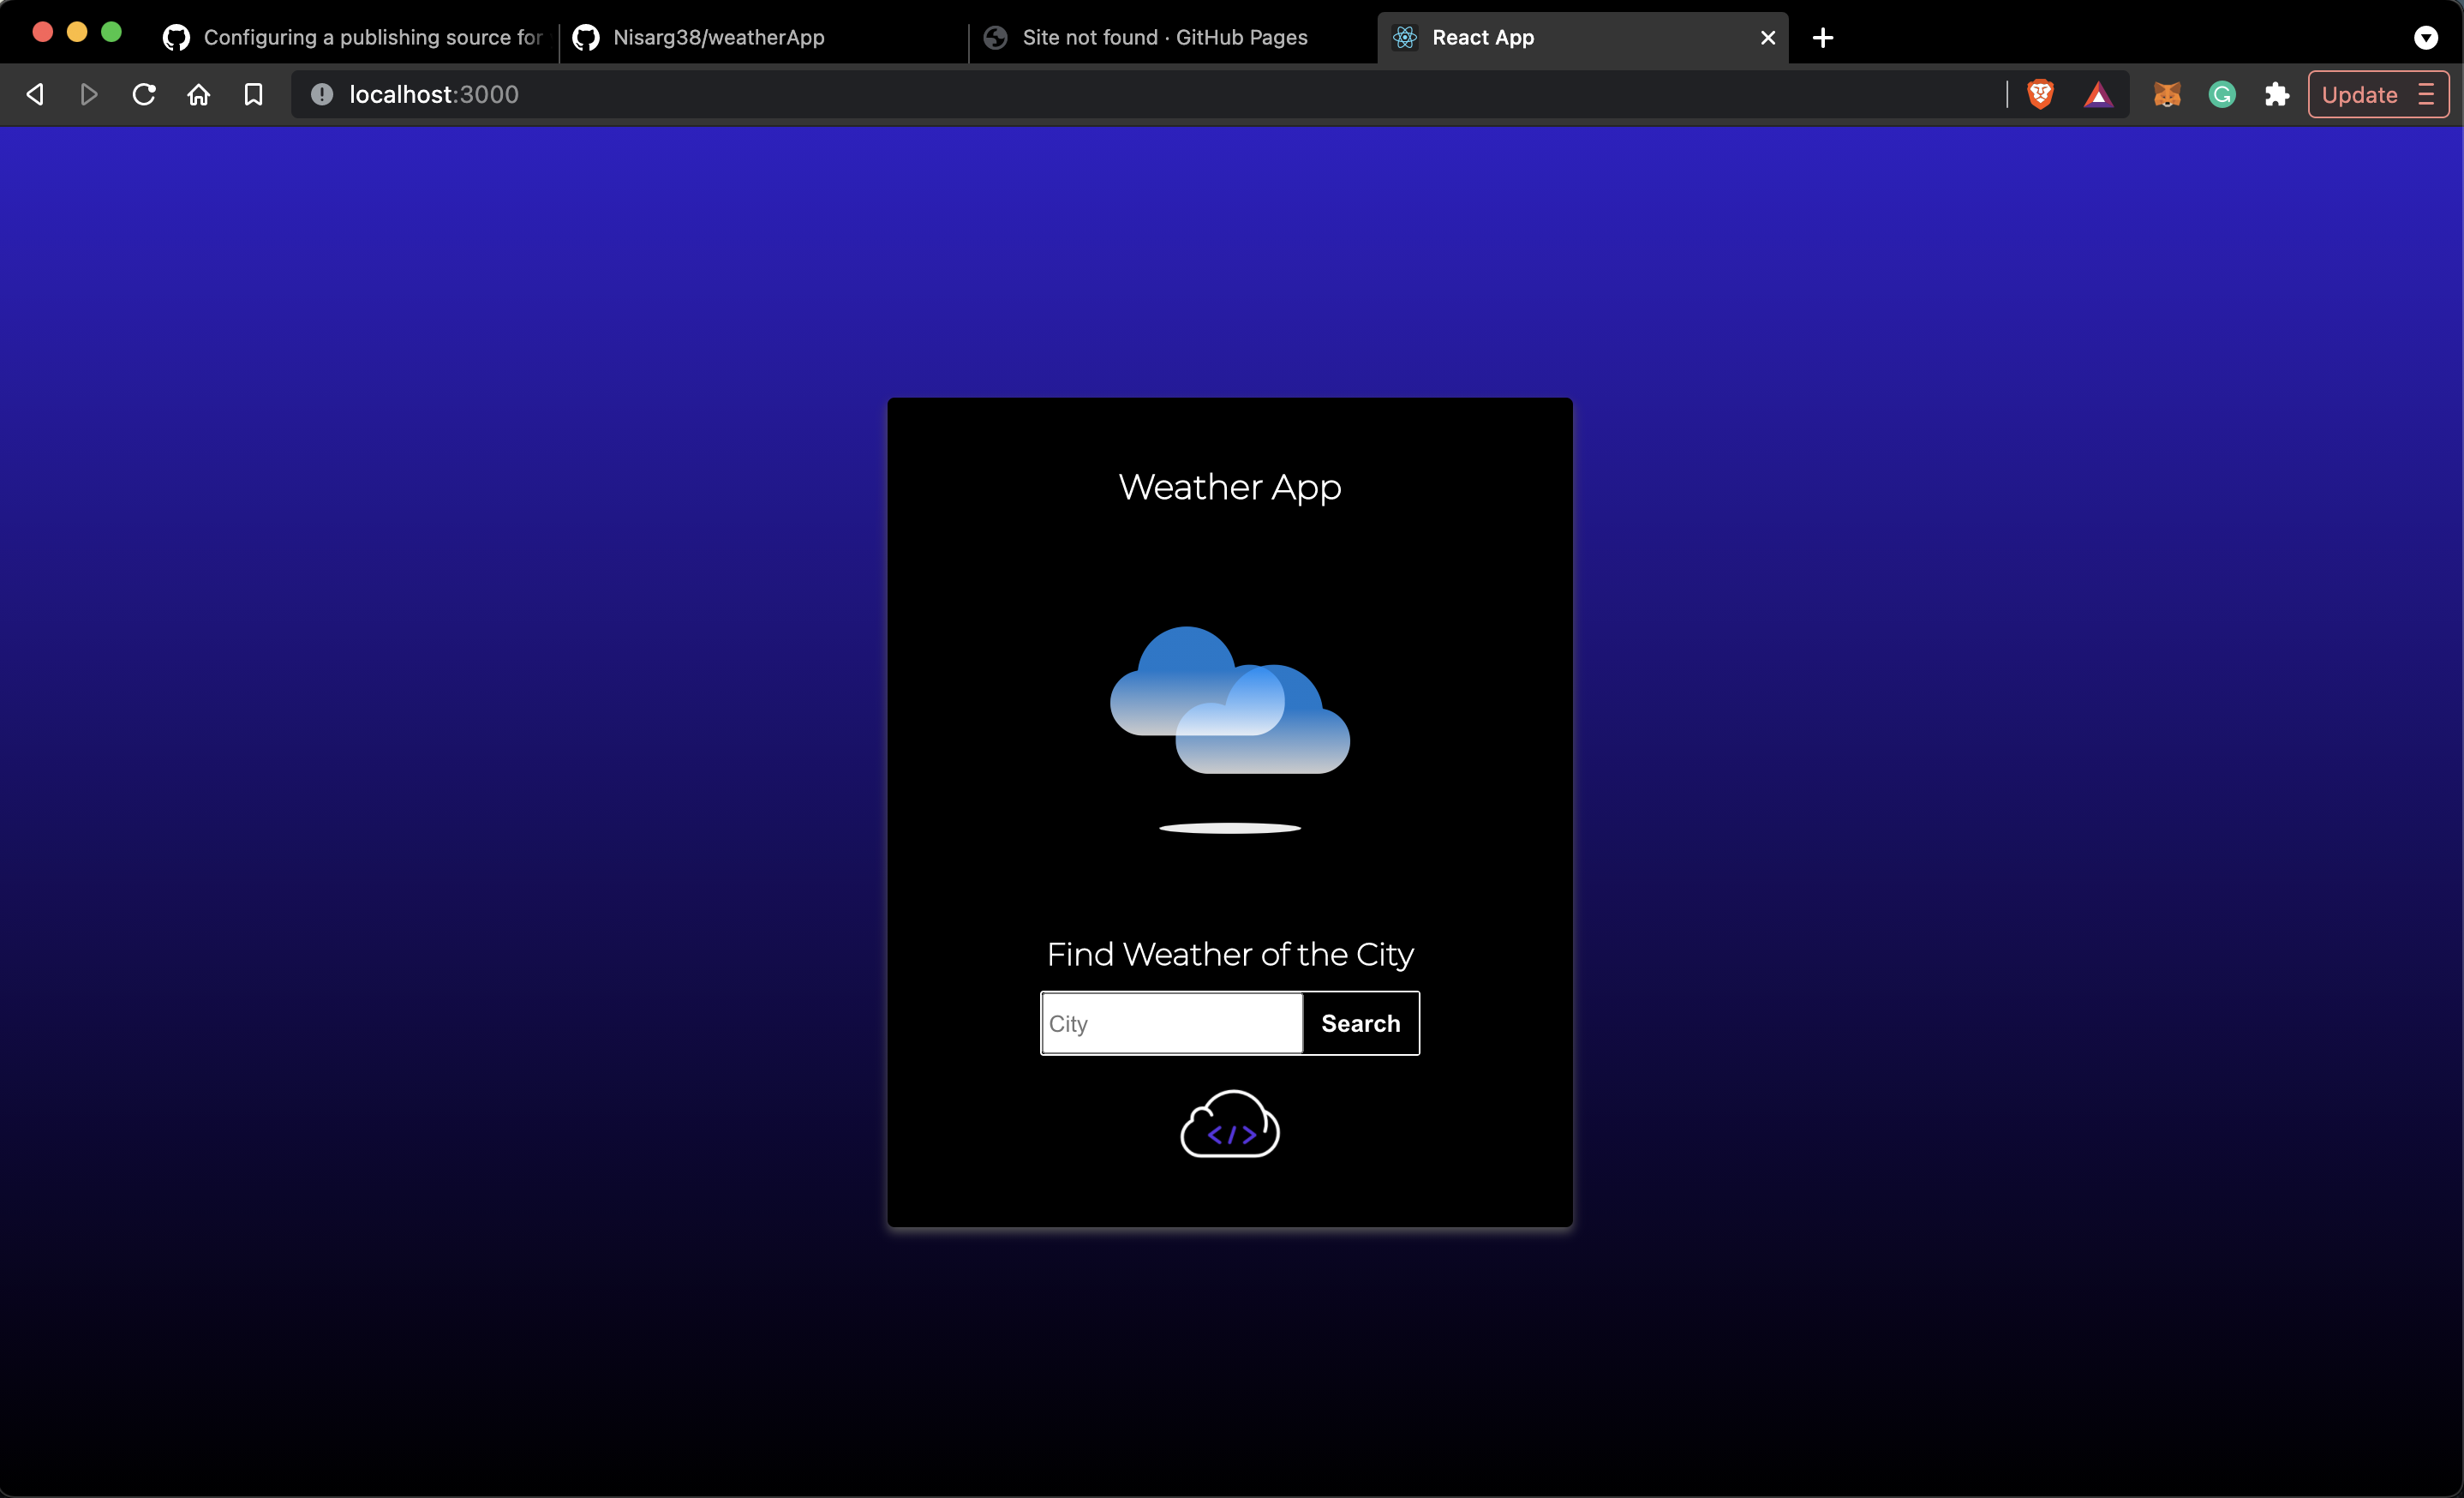 Configuring a publishing source for
Nisarg38/weatherApp
Site not found · GitHub Pages
React App
localhost:3000
Update
Weather App
Find Weather of the City
City
Search
</>